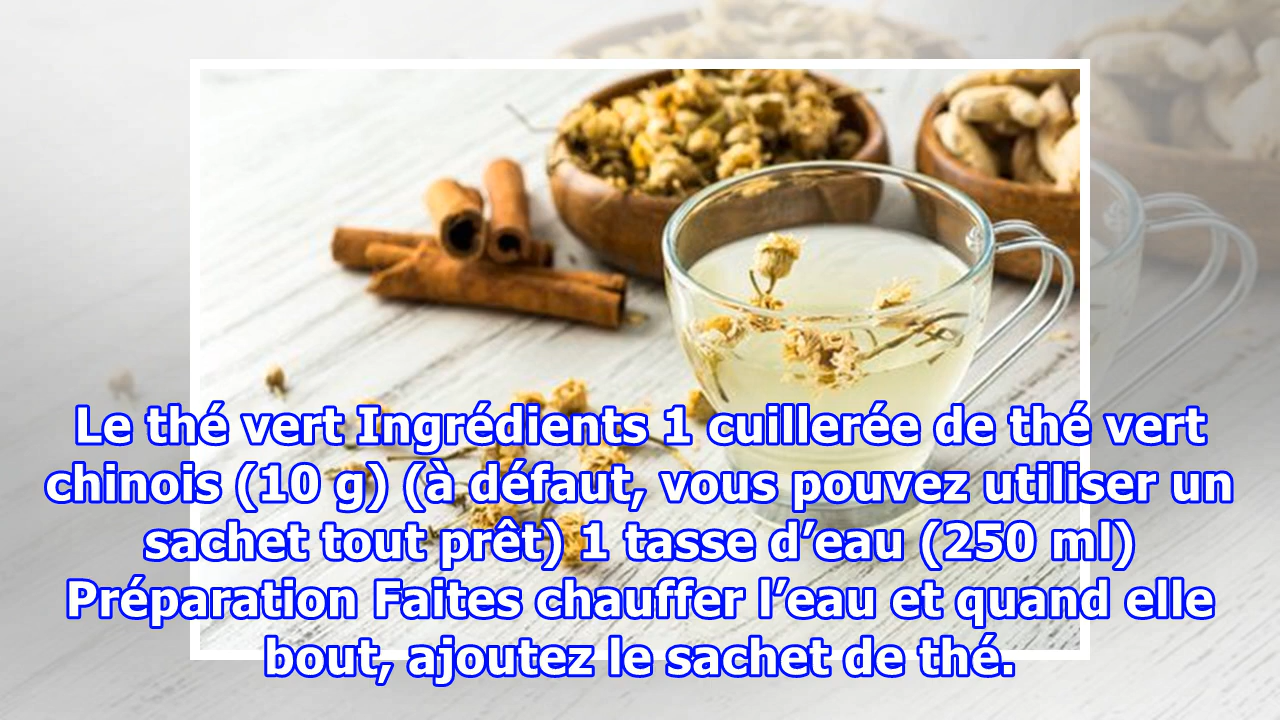 Le thé vert Ingrédients 1 cuillerée de thé vert
chinois (10 g) (à défaut, vous pouvez utiliser un
sachet tout prêt) 1 tasse d’eau (250 ml)
Préparation Faites chauffer l’eau et quand elle
bout, ajoutez le sachet de thé.